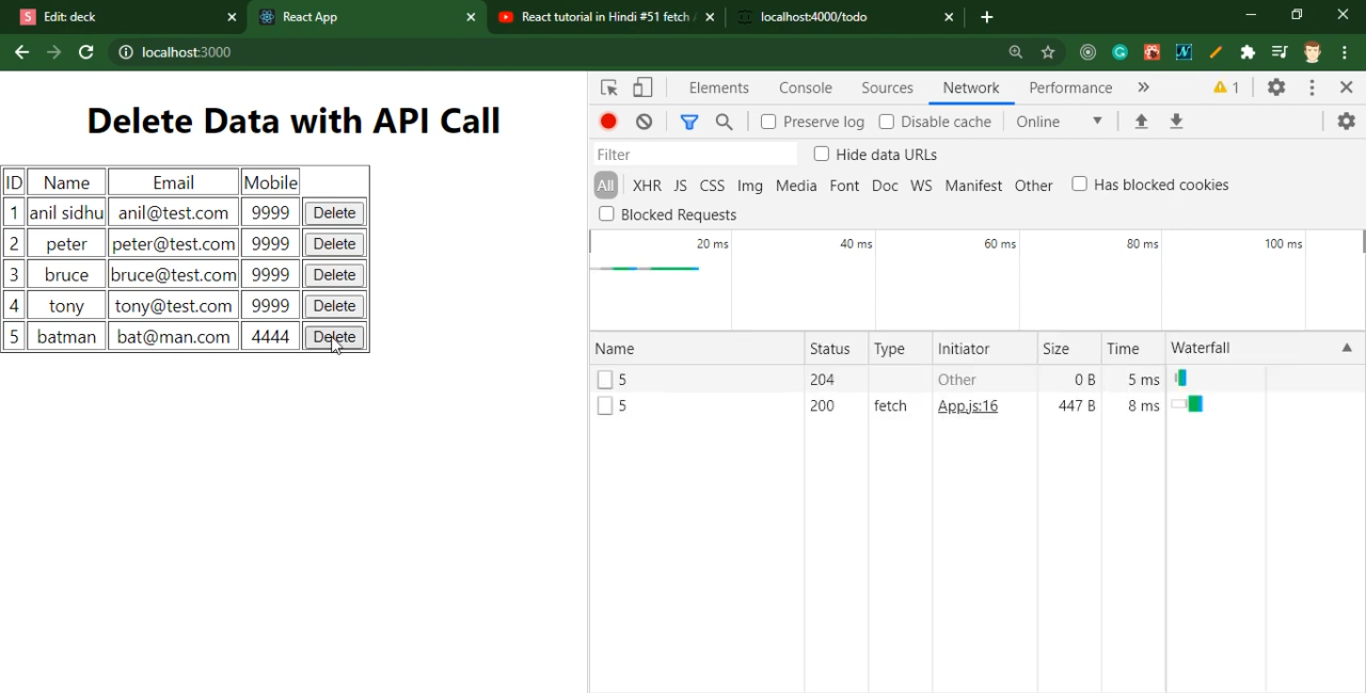 Edit: deck
React App
React tutorial in Hindi #51 fetch
localhost:4000/todo
localhost:3000
Delete Data with API Call
ID Name Email Mobile
1 anil sidhu anil@test.com 9999 Delete
2 peter peter@test.com 9999 Delete
3 bruce bruce@test.com 9999 Delete
4 tony tony@test.com 9999 Delete
5 batman bat@man.com 4444 Delete
Elements Console Sources Network Performance » 1
Preserve log Disable cache Online
Filter Hide data URLs
All XHR JS CSS Img Media Font Doc WS Manifest Other Has blocked cookies
Blocked Requests
20 ms 40 ms 60 ms 80 ms 100 ms
Name Status Type Initiator Size Time Waterfall
5 204 Other 0 B 5 ms
5 200 fetch App.js:16 447 B 8 ms